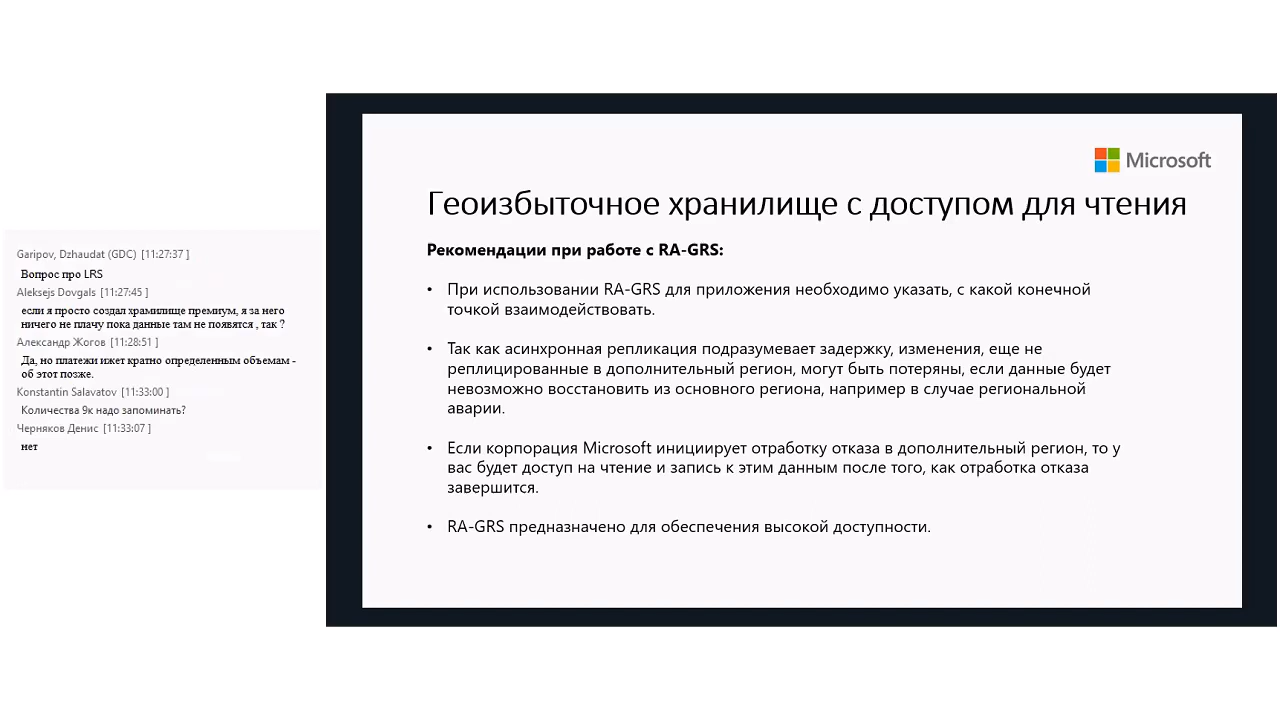 Garipov, Dzhaudat (GDC) [11:27:37 ]
Вопрос про LRS
Aleksejs Dovgals [11:27:45 ]
если я просто создал храмилище премиум, я за него
ничего не плачу пока данные там не появятся , так ?
Александр Жогов [11:28:51 ]
Да, но платежи ижет кратно определенным объемам -
об этот позже.
Konstantin Salavatov [11:33:00 ]
Количества 9к надо запоминать?
Черняков Денис [11:33:07 ]
нет
Microsoft
Геоизбыточное хранилище с доступом для чтения
Рекомендации при работе с RA-GRS:
• При использовании RA-GRS для приложения необходимо указать, с какой конечной
точкой взаимодействовать.
• Так как асинхронная репликация подразумевает задержку, изменения, еще не
реплицированные в дополнительный регион, могут быть потеряны, если данные будет
невозможно восстановить из основного региона, например в случае региональной
аварии.
• Если корпорация Microsoft инициирует отработку отказа в дополнительный регион, то у
вас будет доступ на чтение и запись к этим данным после того, как отработка отказа
завершится.
• RA-GRS предназначено для обеспечения высокой доступности.